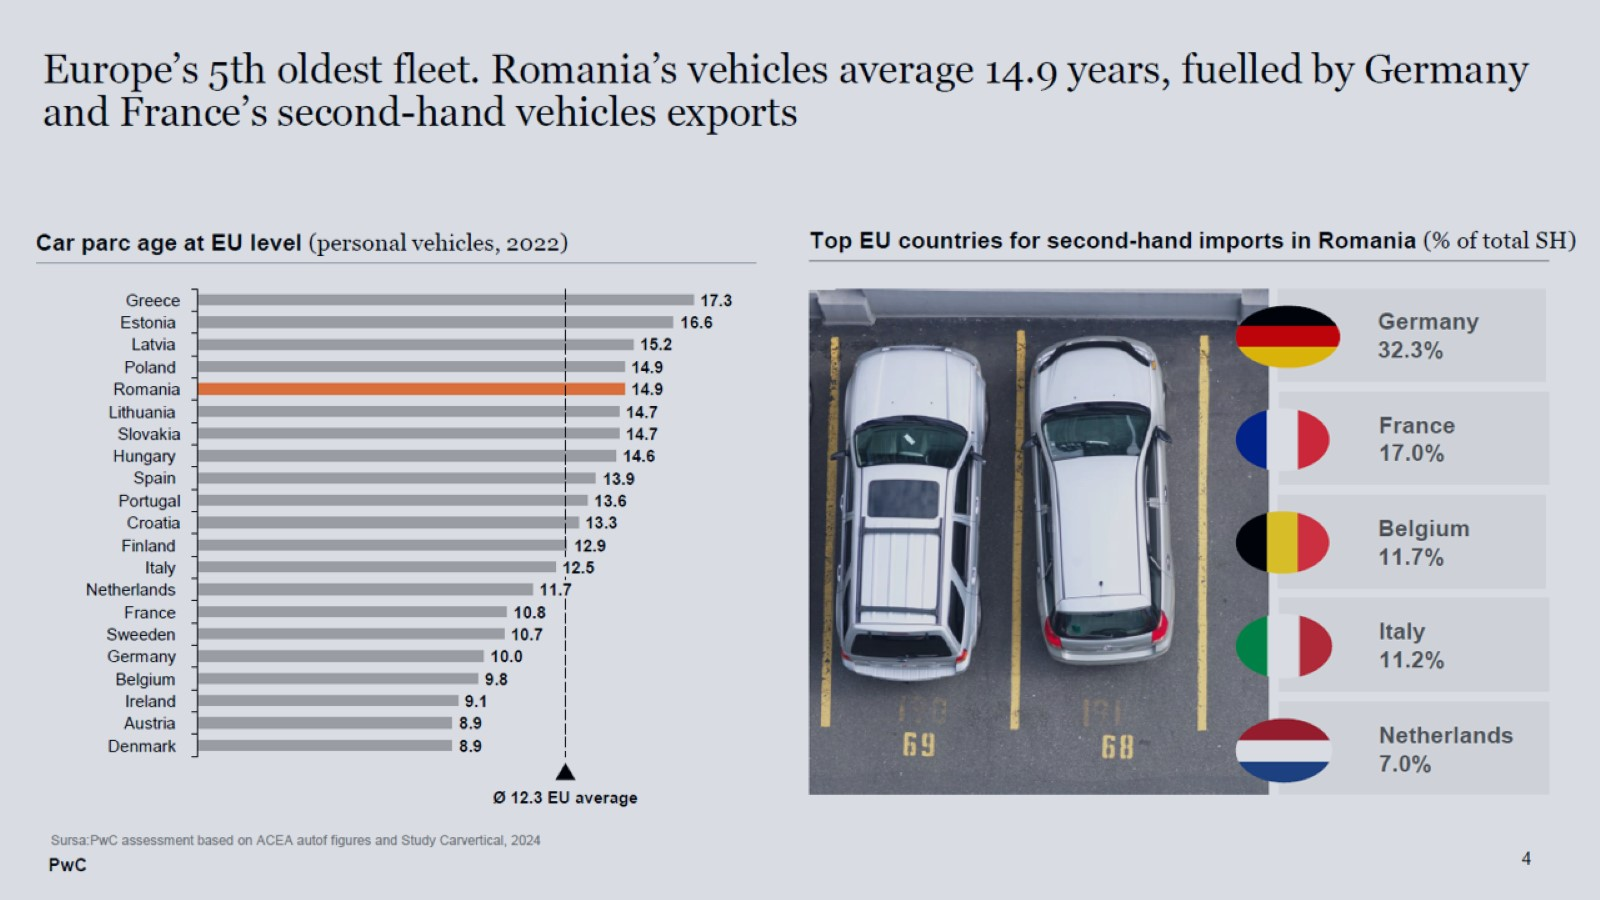 Europe’s 5th oldest fleet. Romania’s vehicles average 14.9 years, fuelled by Germany
and France’s second-hand vehicles exports
Car parc age at EU level (personal vehicles, 2022)
Greece 17.3
Estonia 16.6
Latvia 15.2
Poland 14.9
Romania 14.9
Lithuania 14.7
Slovakia 14.7
Hungary 14.6
Spain 13.9
Portugal 13.6
Croatia 13.3
Finland 12.9
Italy 12.5
Netherlands 11.7
France 10.8
Sweeden 10.7
Germany 10.0
Belgium 9.8
Ireland 9.1
Austria 8.9
Denmark 8.9
Ø 12.3 EU average
Top EU countries for second-hand imports in Romania (% of total SH)
69 68
Germany
32.3%
France
17.0%
Belgium
11.7%
Italy
11.2%
Netherlands
7.0%
Sursa:PwC assessment based on ACEA autof figures and Study Carvertical, 2024
PwC
4